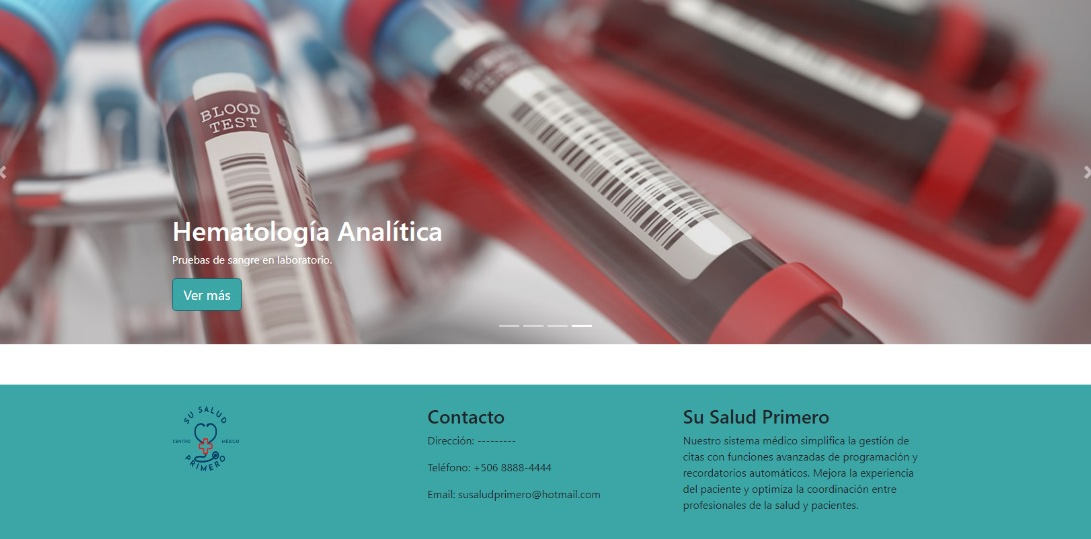 BLOOD
TEST
Hematología Analítica
Pruebas de sangre en laboratorio.
Ver más
SU SALUD
CENTRO MÉDICO
PRIMERO
Contacto
Dirección: ---------
Teléfono: +506 8888-4444
Email: susaludprimero@hotmail.com
Su Salud Primero
Nuestro sistema médico simplifica la gestión de
citas con funciones avanzadas de programación y
recordatorios automáticos. Mejora la experiencia
del paciente y optimiza la coordinación entre
profesionales de la salud y pacientes.